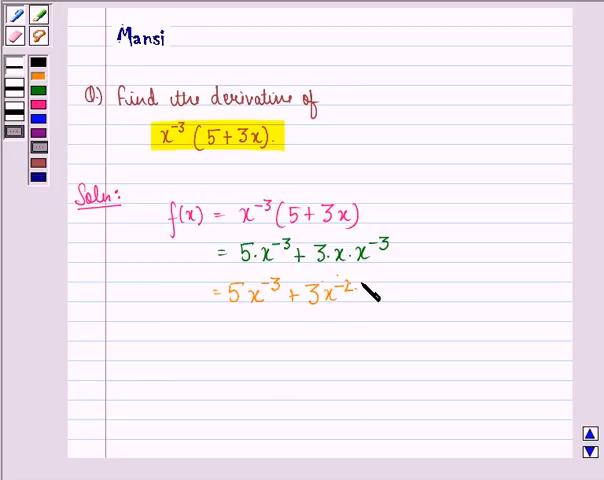 Mansi
Q.) Find the derivative of
x⁻³ (5+3x).
Soln:
f(x) = x⁻³(5+3x)
= 5·x⁻³ + 3·x·x⁻³
= 5x⁻³ + 3x⁻²·